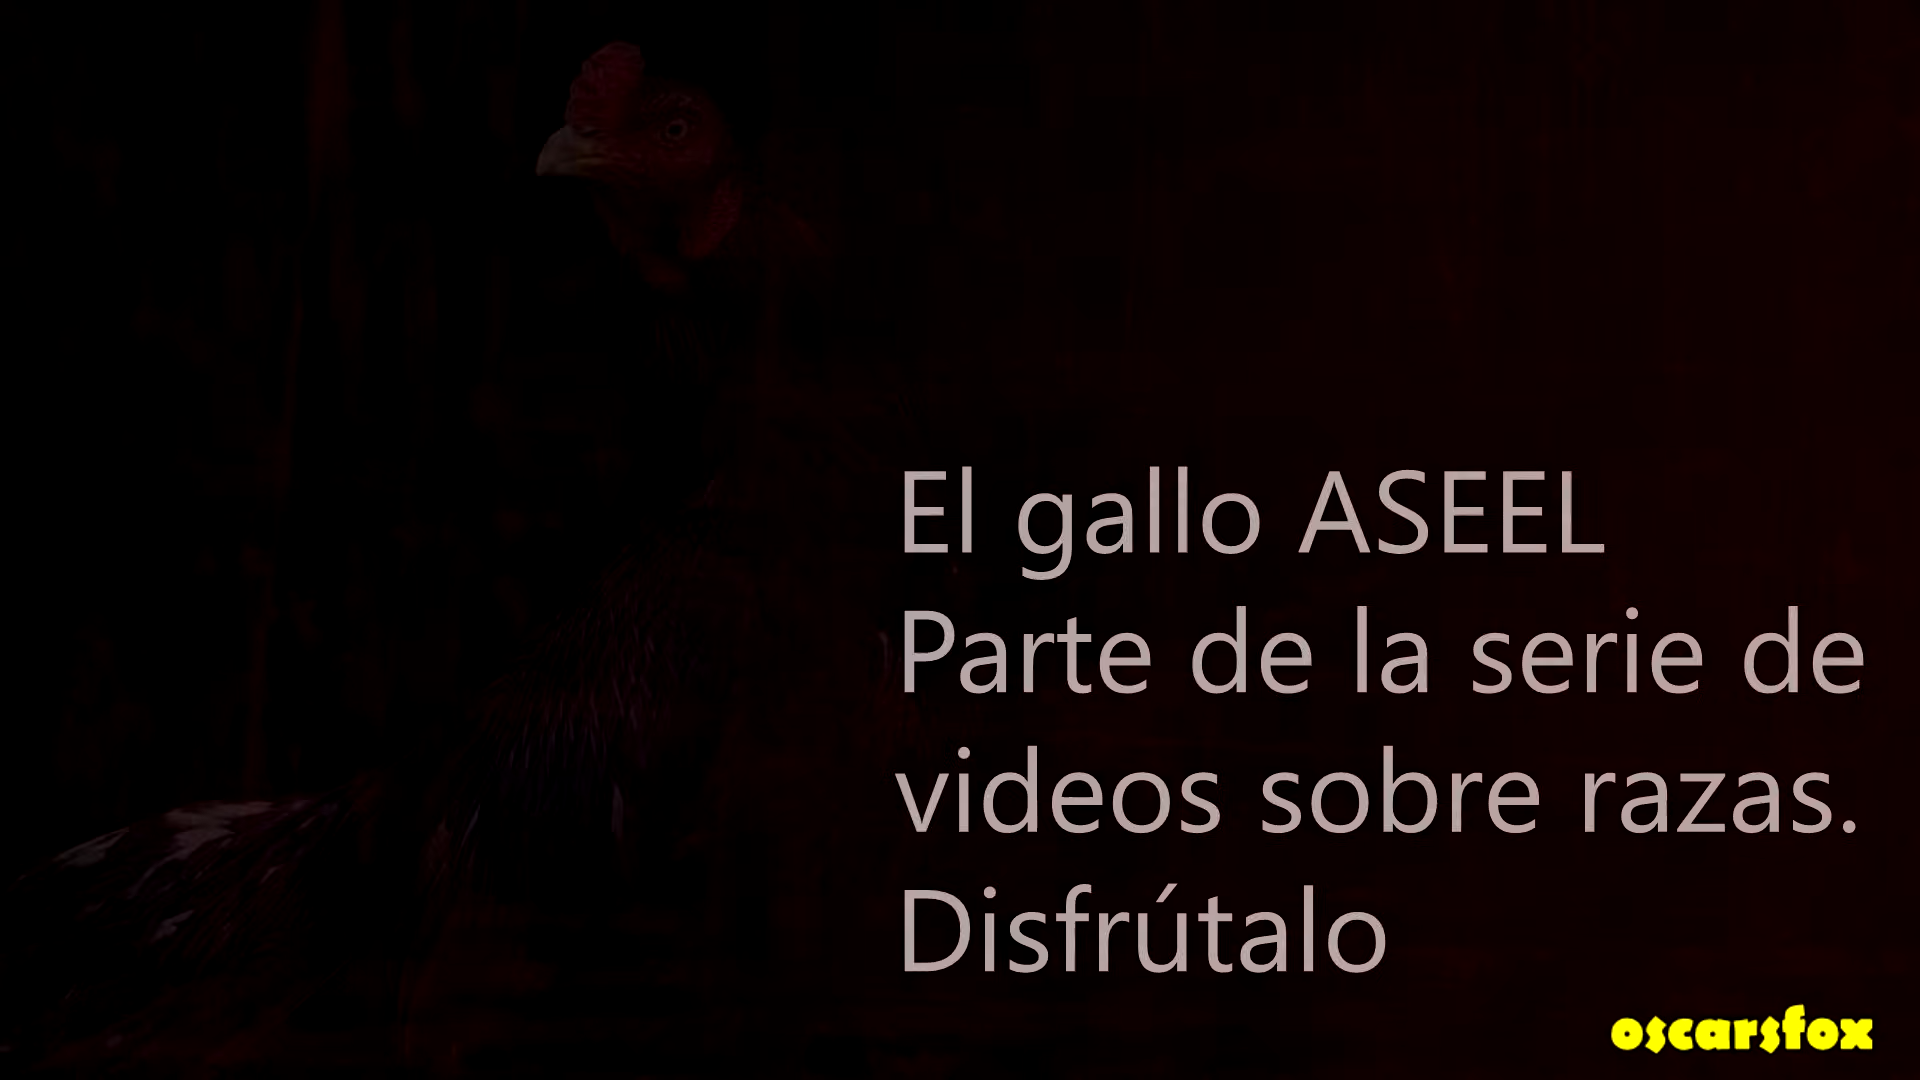 El gallo ASEEL
Parte de la serie de
videos sobre razas.
Disfrútalo
oscarsfox